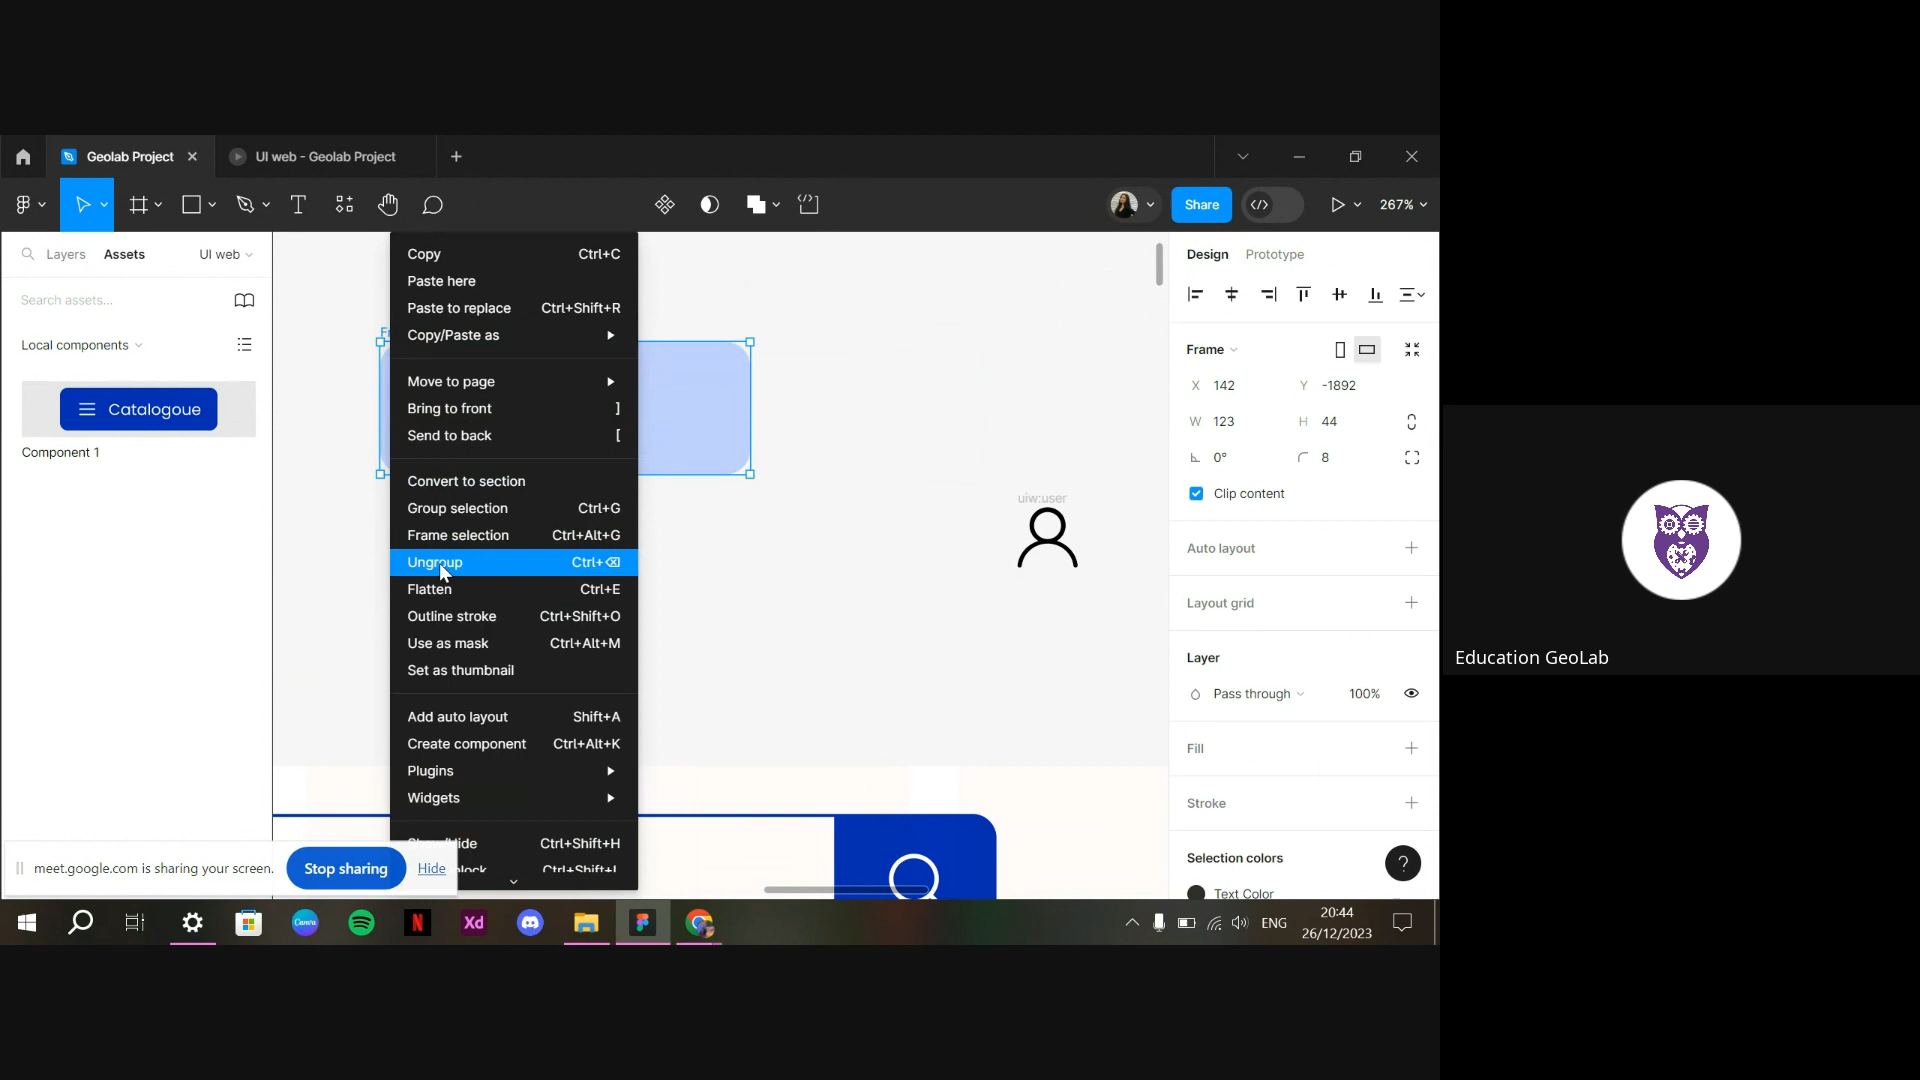 Geolab Project
UI web - Geolab Project
Share
267%
Layers
Assets
UI web
Search assets...
Local components
Catalogoue
Component 1
Copy Ctrl+C
Paste here
Paste to replace Ctrl+Shift+R
Copy/Paste as
Move to page
Bring to front ]
Send to back [
Convert to section
Group selection Ctrl+G
Frame selection Ctrl+Alt+G
Ungroup Ctrl+⌫
Flatten Ctrl+E
Outline stroke Ctrl+Shift+O
Use as mask Ctrl+Alt+M
Set as thumbnail
Add auto layout Shift+A
Create component Ctrl+Alt+K
Plugins
Widgets
Ctrl+Shift+H
Ctrl+Shift+L
uiw:user
Design
Prototype
Frame
X 142
Y -1892
W 123
H 44
0°
8
Clip content
Auto layout
Layout grid
Layer
Pass through 100%
Fill
Stroke
Selection colors
?
Text Color
meet.google.com is sharing your screen.
Stop sharing
Hide
Canva
N
Xd
ENG
20:44
26/12/2023
Education GeoLab